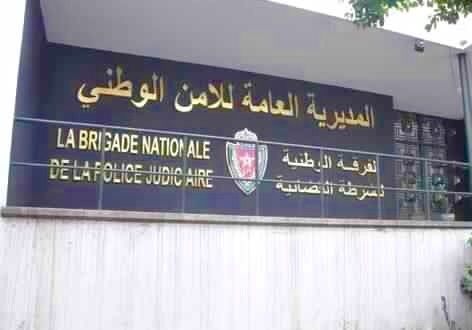 المديرية العامة للامن الوطني
LA BRIGADE NATIONALE
DE LA POLICE JUDICIAIRE
الفرقة الوطنية
للشرطة القضائية